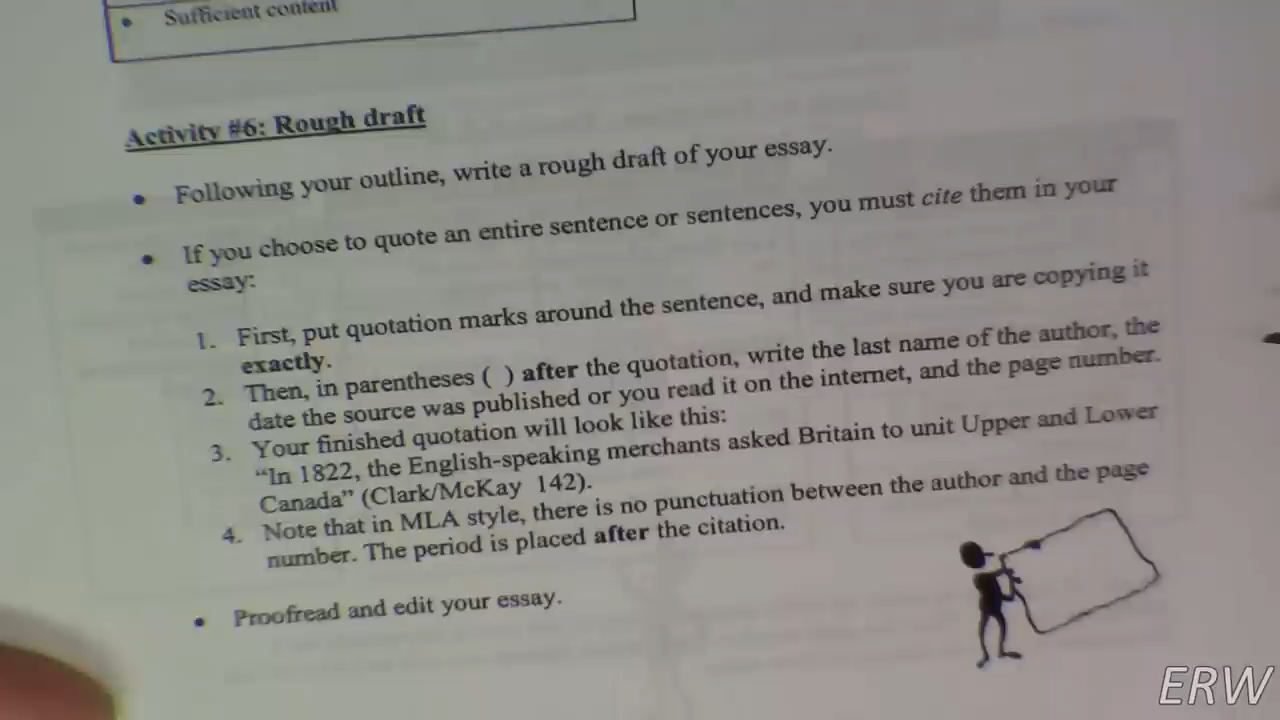 • Sufficient content
Activity #6: Rough draft
• Following your outline, write a rough draft of your essay.
• If you choose to quote an entire sentence or sentences, you must cite them in your
essay:
1. First, put quotation marks around the sentence, and make sure you are copying it
exactly.
2. Then, in parentheses ( ) after the quotation, write the last name of the author, the
date the source was published or you read it on the internet, and the page number.
3. Your finished quotation will look like this:
“In 1822, the English-speaking merchants asked Britain to unit Upper and Lower
Canada” (Clark/McKay 142).
4. Note that in MLA style, there is no punctuation between the author and the page
number. The period is placed after the citation.
• Proofread and edit your essay.
ERW